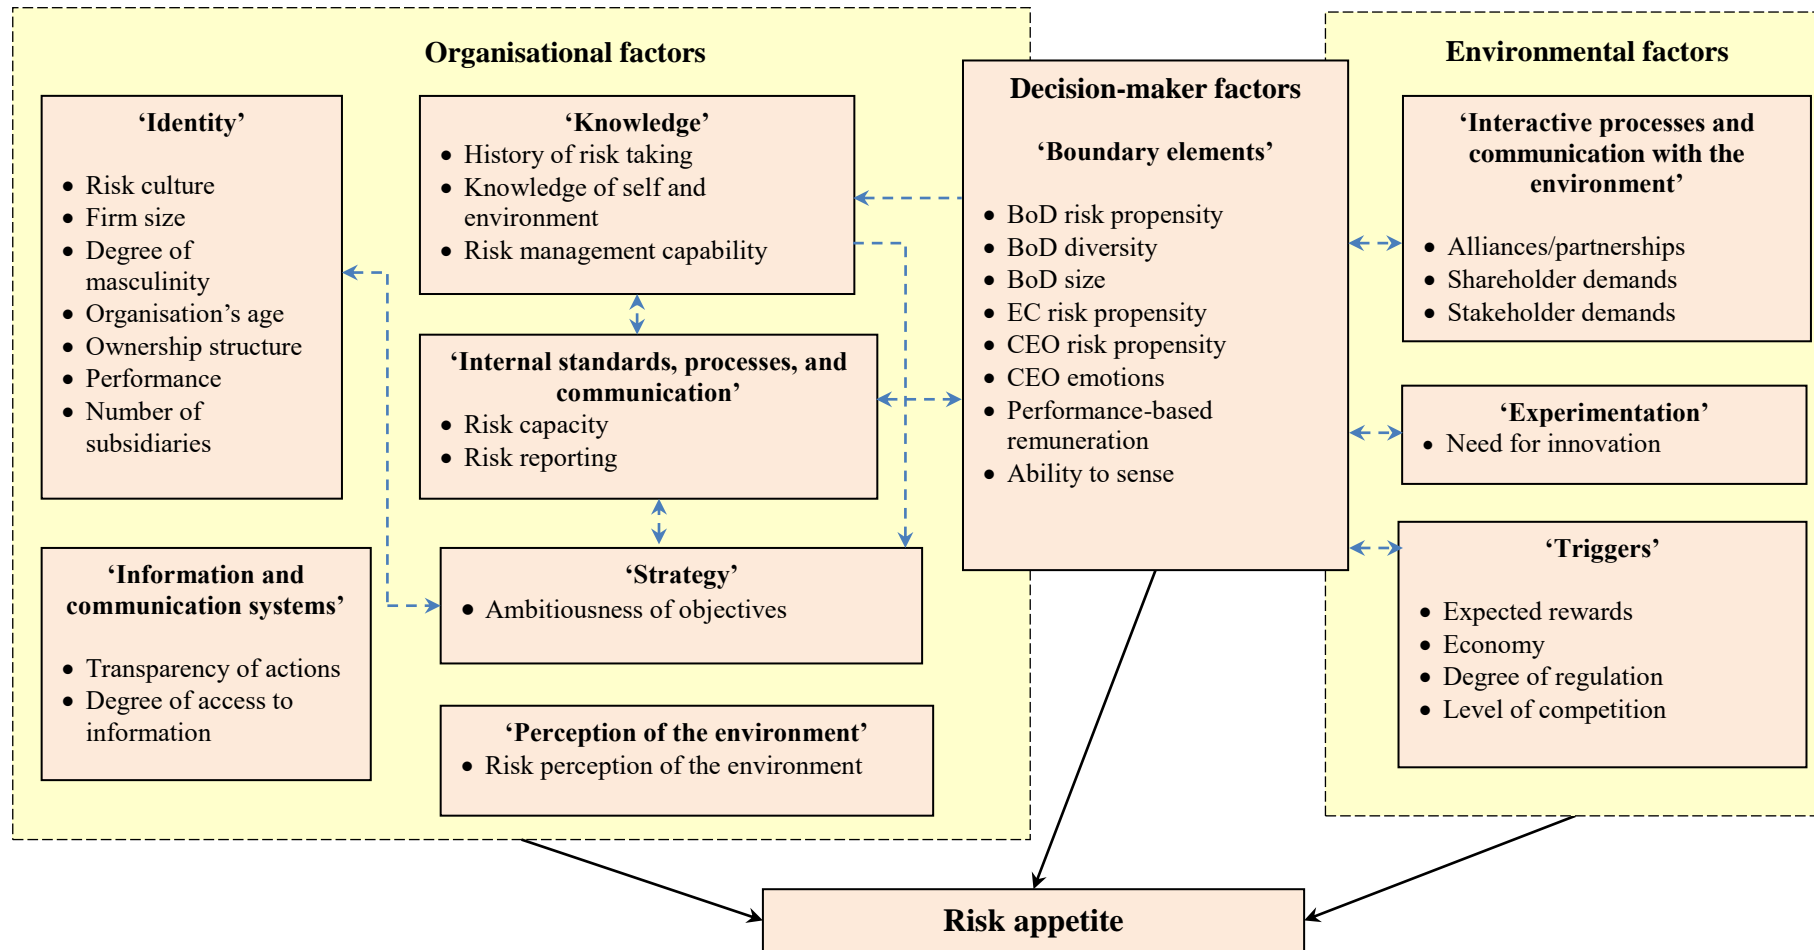 Organisational factors
‘Identity’
• Risk culture
• Firm size
• Degree of
masculinity
• Organisation’s age
• Ownership structure
• Performance
• Number of
subsidiaries
‘Information and
communication systems’
• Transparency of actions
• Degree of access to
information
‘Knowledge’
• History of risk taking
• Knowledge of self and
environment
• Risk management capability
‘Internal standards, processes, and
communication’
• Risk capacity
• Risk reporting
‘Strategy’
• Ambitiousness of objectives
‘Perception of the environment’
• Risk perception of the environment
Decision-maker factors
‘Boundary elements’
• BoD risk propensity
• BoD diversity
• BoD size
• EC risk propensity
• CEO risk propensity
• CEO emotions
• Performance-based
remuneration
• Ability to sense
Environmental factors
‘Interactive processes and
communication with the
environment’
• Alliances/partnerships
• Shareholder demands
• Stakeholder demands
‘Experimentation’
• Need for innovation
‘Triggers’
• Expected rewards
• Economy
• Degree of regulation
• Level of competition
Risk appetite